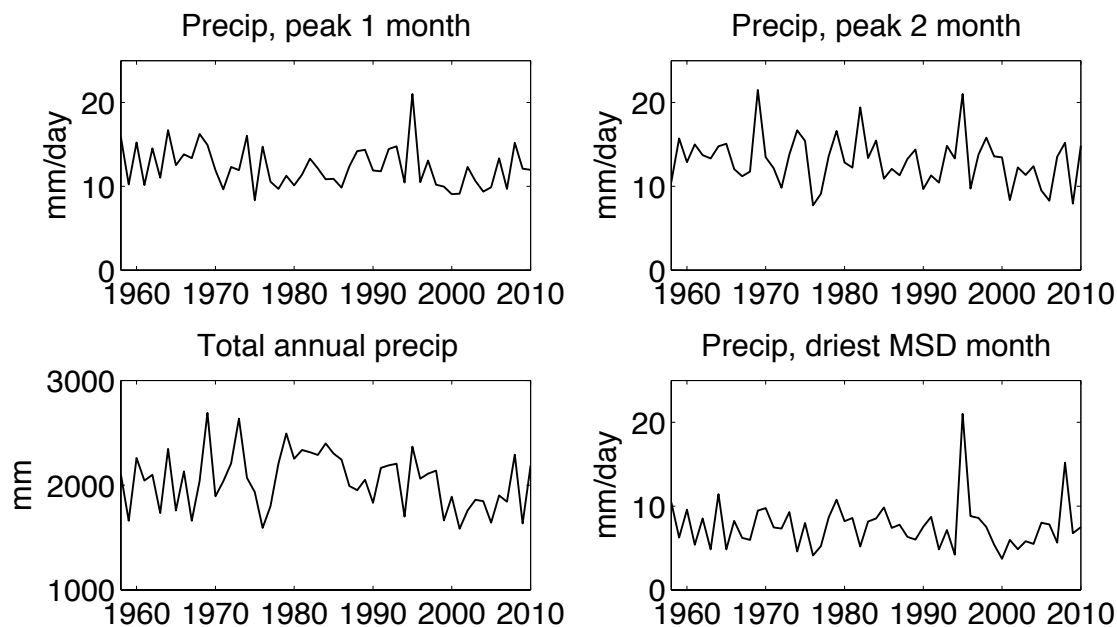 Precip, peak 1 month
20
10
0
mm/day
1960 1970 1980 1990 2000 2010
Precip, peak 2 month
20
10
0
mm/day
1960 1970 1980 1990 2000 2010
Total annual precip
3000
2000
1000
mm
1960 1970 1980 1990 2000 2010
Precip, driest MSD month
20
10
0
mm/day
1960 1970 1980 1990 2000 2010